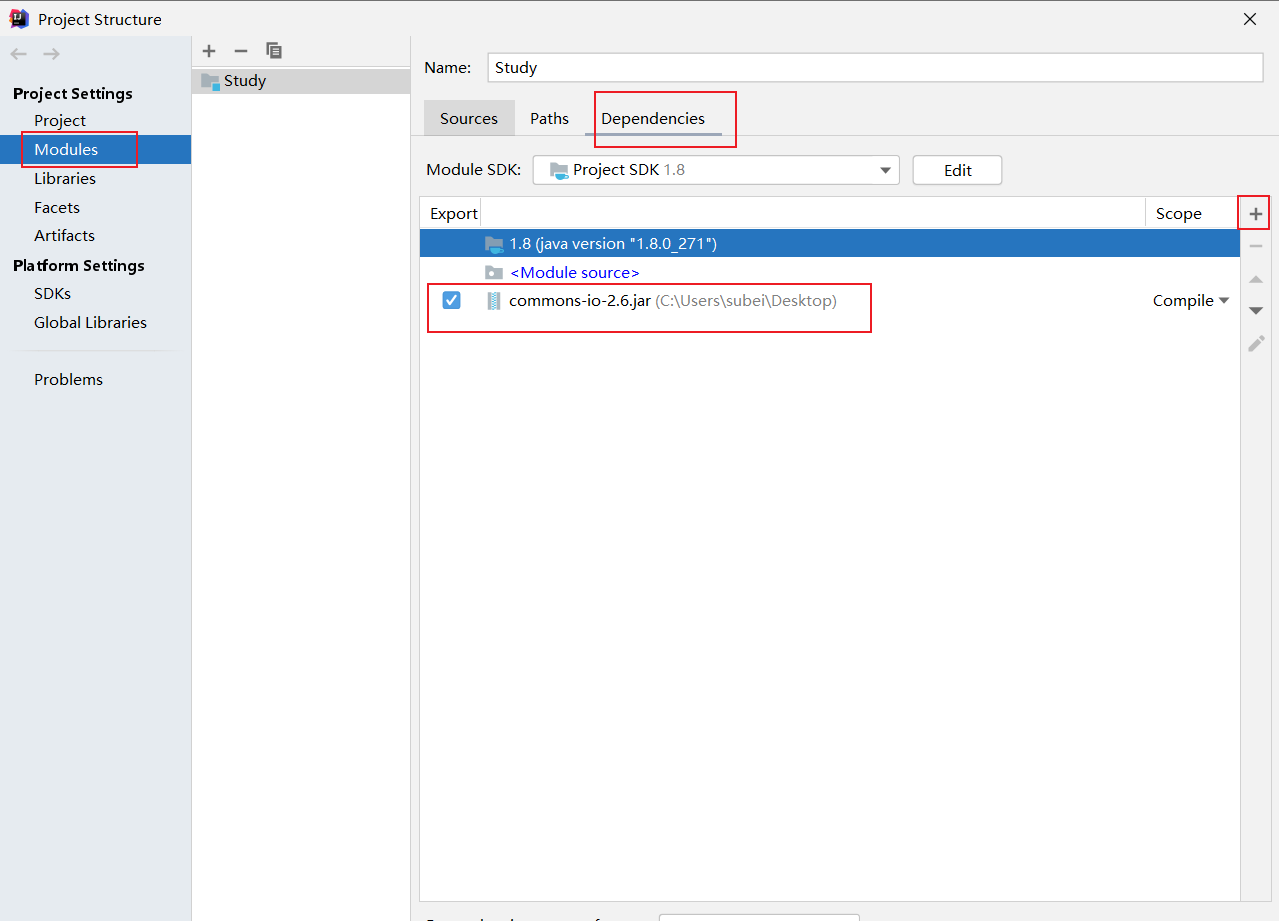 Project Structure
Project Settings
Project
Modules
Libraries
Facets
Artifacts
Platform Settings
SDKs
Global Libraries
Problems
Study
Name: Study
Sources Paths Dependencies
Module SDK: Project SDK 1.8 Edit
Export Scope
1.8 (java version "1.8.0_271")
<Module source>
commons-io-2.6.jar (C:\Users\subei\Desktop) Compile